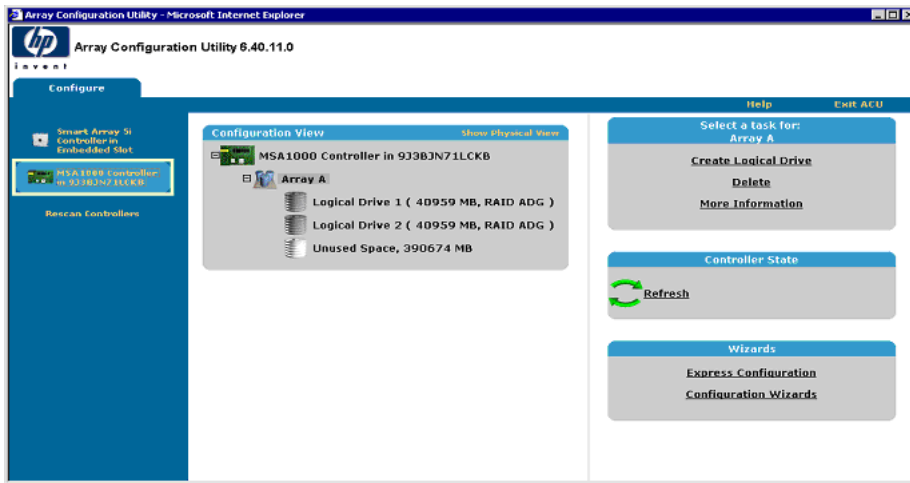 Array Configuration Utility - Microsoft Internet Explorer
hp
invent
Array Configuration Utility 6.40.11.0
Configure
Help
Exit ACU
Smart Array 5i
Controller in
Embedded Slot
MSA1000 Controller
in 9J3BJN71LCKB
Rescan Controllers
Configuration View
Show Physical View
MSA1000 Controller in 9J3BJN71LCKB
Array A
Logical Drive 1 ( 40959 MB, RAID ADG )
Logical Drive 2 ( 40959 MB, RAID ADG )
Unused Space, 390674 MB
Select a task for:
Array A
Create Logical Drive
Delete
More Information
Controller State
Refresh
Wizards
Express Configuration
Configuration Wizards